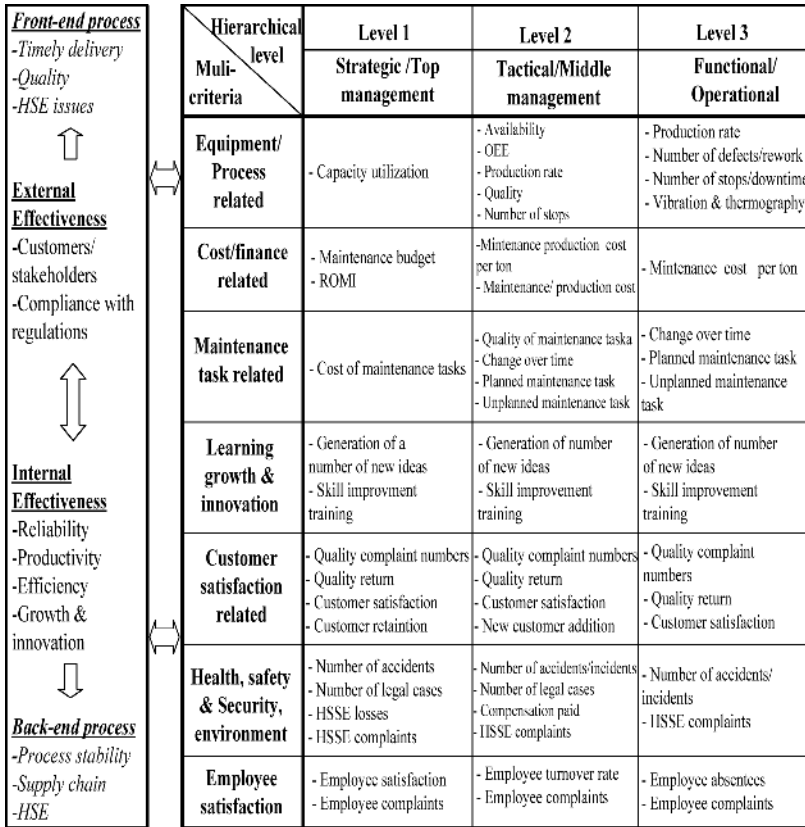 Front-end process
-Timely delivery
-Quality
-HSE issues
External
Effectiveness
-Customers/
stakeholders
-Compliance with
regulations
Internal
Effectiveness
-Reliability
-Productivity
-Efficiency
-Growth &
innovation
Back-end process
-Process stability
-Supply chain
-HSE
Hierarchical
level
Muli-
criteria
Level 1
Strategic /Top
management
Level 2
Tactical/Middle
management
Level 3
Functional/
Operational
Equipment/
Process
related
- Capacity utilization
- Availability
- OEE
- Production rate
- Quality
- Number of stops
- Production rate
- Number of defects/rework
- Number of stops/downtime
- Vibration & thermography
Cost/finance
related
- Maintenance budget
- ROMI
-Mintenance production cost
per ton
- Maintenance/ production cost
- Mintenance cost per ton
Maintenance
task related
- Cost of maintenance tasks
- Quality of maintenance taska
- Change over time
- Planned maintenance task
- Unplanned maintenance task
- Change over time
- Planned maintenance task
- Unplanned maintenance
task
Learning
growth &
innovation
- Generation of a
number of new ideas
- Skill improvment
training
- Generation of number
of new ideas
- Skill improvement
training
- Generation of number
of new ideas
- Skill improvement
training
Customer
satisfaction
related
- Quality complaint numbers
- Quality return
- Customer satisfaction
- Customer retaintion
- Quality complaint numbers
- Quality return
- Customer satisfaction
- New customer addition
- Quality complaint
numbers
- Quality return
- Customer satisfaction
Health, safety
& Security,
environment
- Number of accidents
- Number of legal cases
- HSSE losses
- HSSE complaints
- Number of accidents/incidents
- Number of legal cases
- Compensation paid
- HSSE complaints
- Number of accidents/
incidents
- HSSE complaints
Employee
satisfaction
- Employee satisfaction
- Employee complaints
- Employee turnover rate
- Employee complaints
- Employee absentees
- Employee complaints